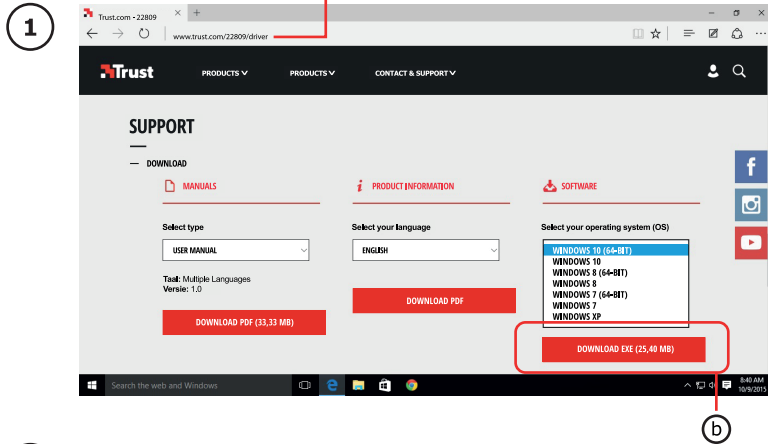 1
Trust.com - 22809
www.trust.com/22809/driver
Trust
PRODUCTS
PRODUCTS
CONTACT & SUPPORT
SUPPORT
DOWNLOAD
MANUALS
PRODUCT INFORMATION
SOFTWARE
Select type
Select your language
Select your operating system (OS)
USER MANUAL
ENGLISH
WINDOWS 10 (64-BIT)
WINDOWS 10
WINDOWS 8 (64-BIT)
WINDOWS 8
WINDOWS 7 (64-BIT)
WINDOWS 7
WINDOWS XP
Taal: Multiple Languages
Versie: 1.0
DOWNLOAD PDF (33,33 MB)
DOWNLOAD PDF
DOWNLOAD EXE (25,40 MB)
Search the web and Windows
8:40 AM
10/9/2015
b